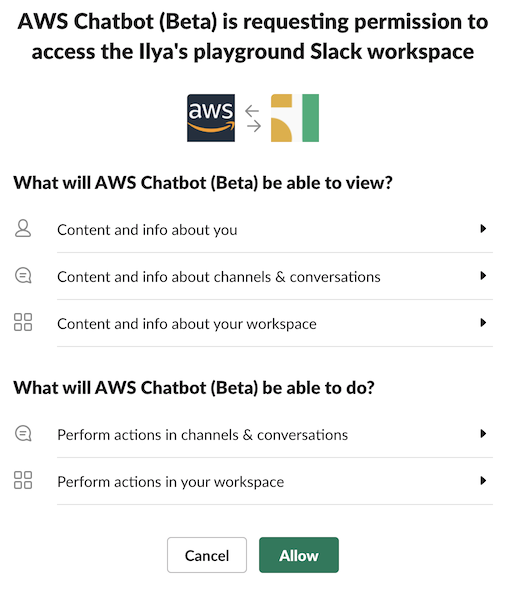 AWS Chatbot (Beta) is requesting permission to
access the Ilya's playground Slack workspace
aws
What will AWS Chatbot (Beta) be able to view?
Content and info about you
Content and info about channels & conversations
Content and info about your workspace
What will AWS Chatbot (Beta) be able to do?
Perform actions in channels & conversations
Perform actions in your workspace
Cancel
Allow